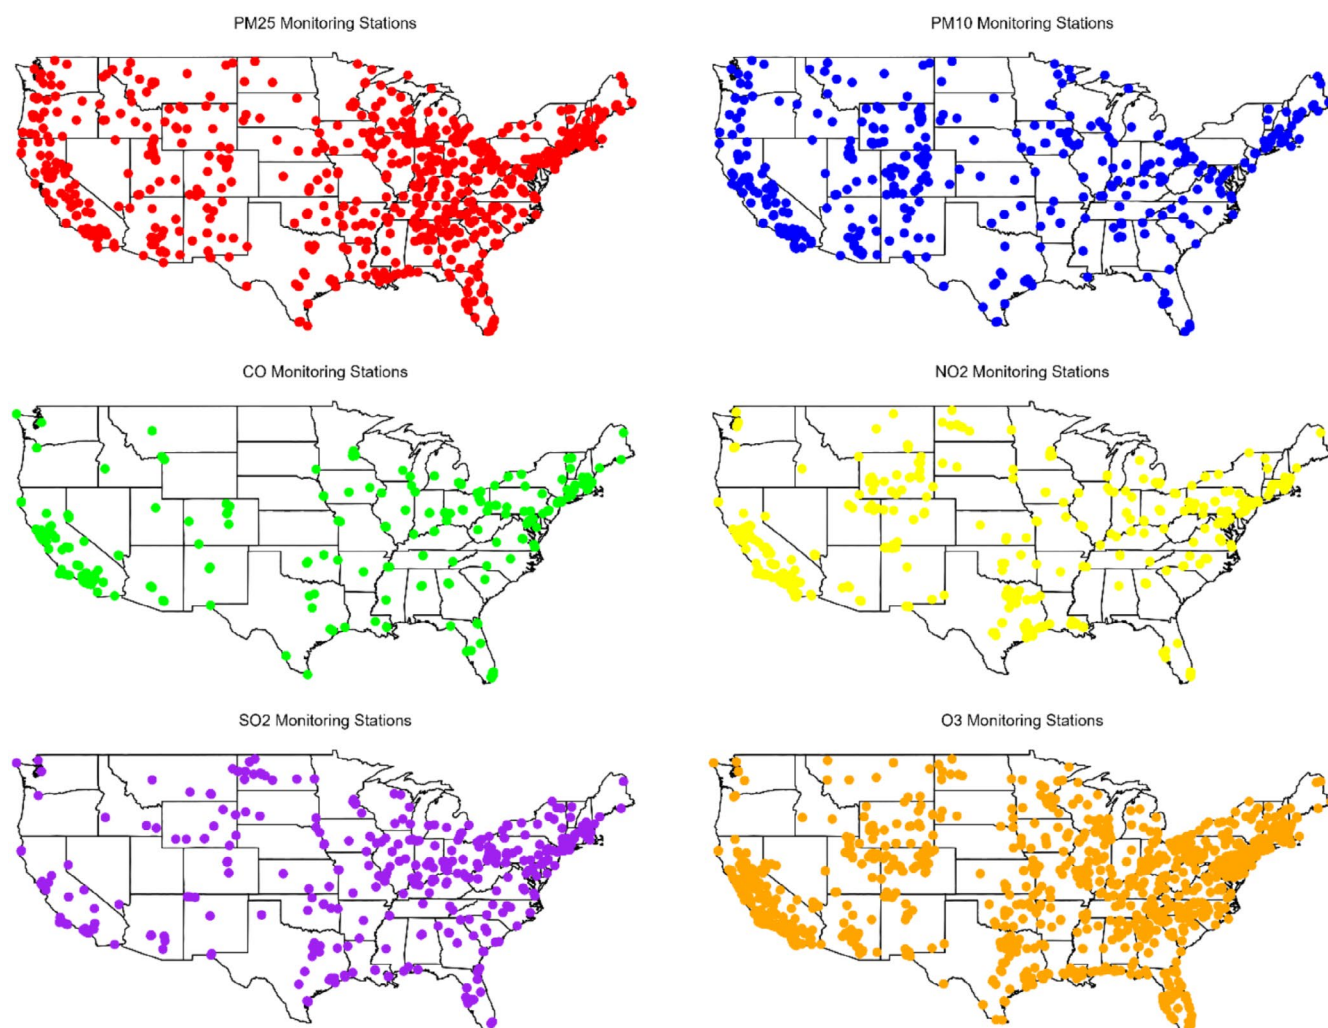 PM25 Monitoring Stations
PM10 Monitoring Stations
CO Monitoring Stations
NO2 Monitoring Stations
SO2 Monitoring Stations
O3 Monitoring Stations